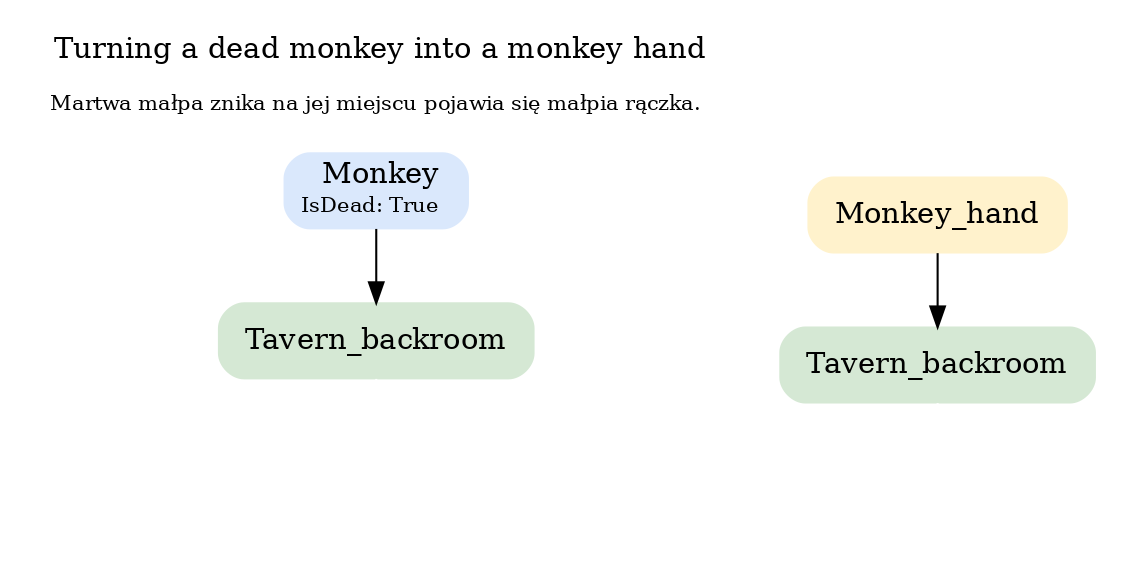 Turning a dead monkey into a monkey hand
Martwa małpa znika na jej miejscu pojawia się małpia rączka.
Monkey
IsDead: True
Tavern_backroom
Monkey_hand
Tavern_backroom